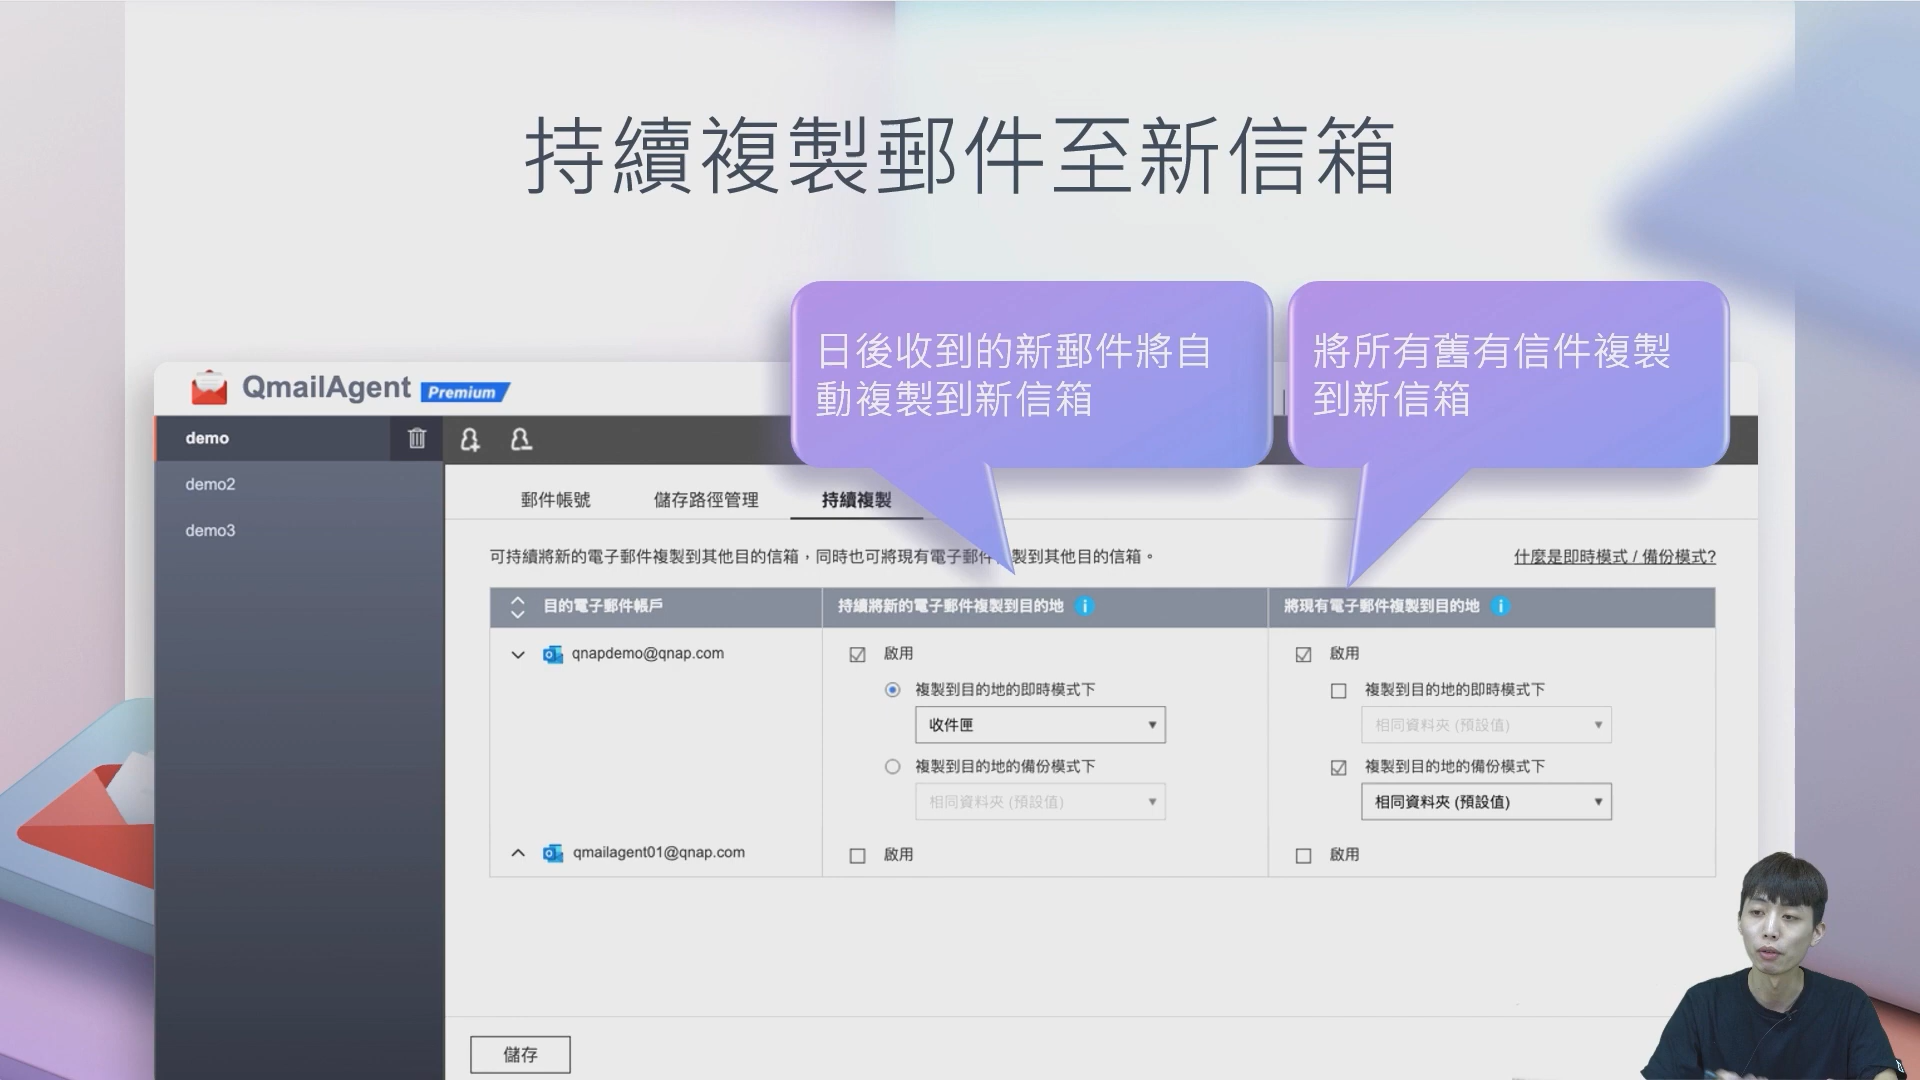 持續複製郵件至新信箱
日後收到的新郵件將自
動複製到新信箱
將所有舊有信件複製
到新信箱
QmailAgent Premium
demo
demo2
demo3
郵件帳號 儲存路徑管理 持續複製
可持續將新的電子郵件複製到其他目的信箱，同時也可將現有電子郵件 製到其他目的信箱。
什麼是即時模式 / 備份模式?
目的電子郵件帳戶 持續將新的電子郵件複製到目的地 將現有電子郵件複製到目的地
qnapdemo@qnap.com 啟用 啟用
複製到目的地的即時模式下 複製到目的地的即時模式下
收件匣 相同資料夾 (預設值)
複製到目的地的備份模式下 複製到目的地的備份模式下
相同資料夾 (預設值) 相同資料夾 (預設值)
qmailagent01@qnap.com 啟用 啟用
儲存